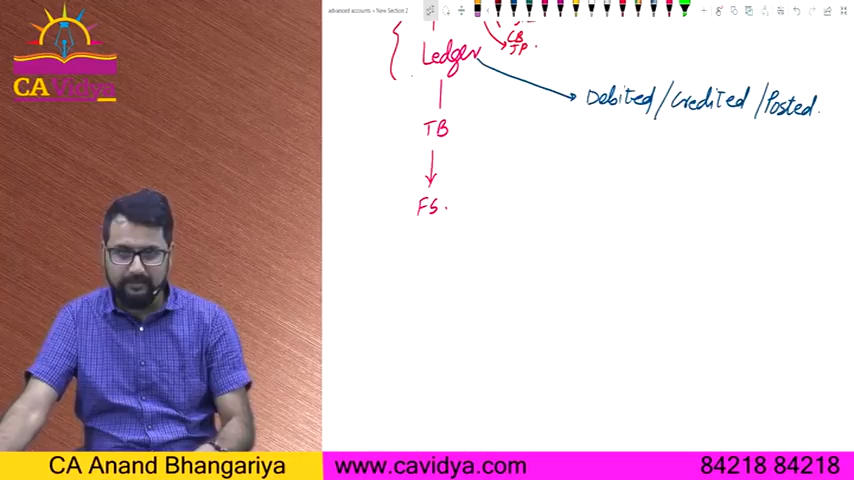 advanced accounts » New Section 2
CB
JP.
Ledger
Debited/Credited/Posted.
TB
FS.
CA Vidya
CA Anand Bhangariya
www.cavidya.com
84218 84218